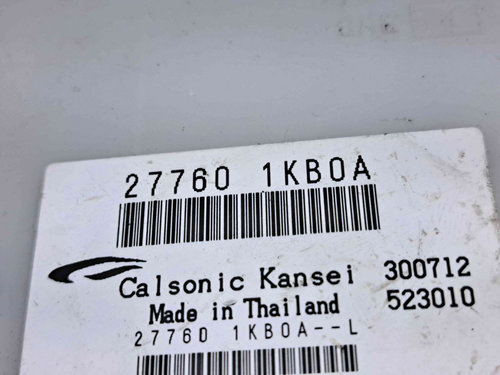 27760 1KB0A
Calsonic Kansei 300712
Made in Thailand 523010
27760 1KB0A--L